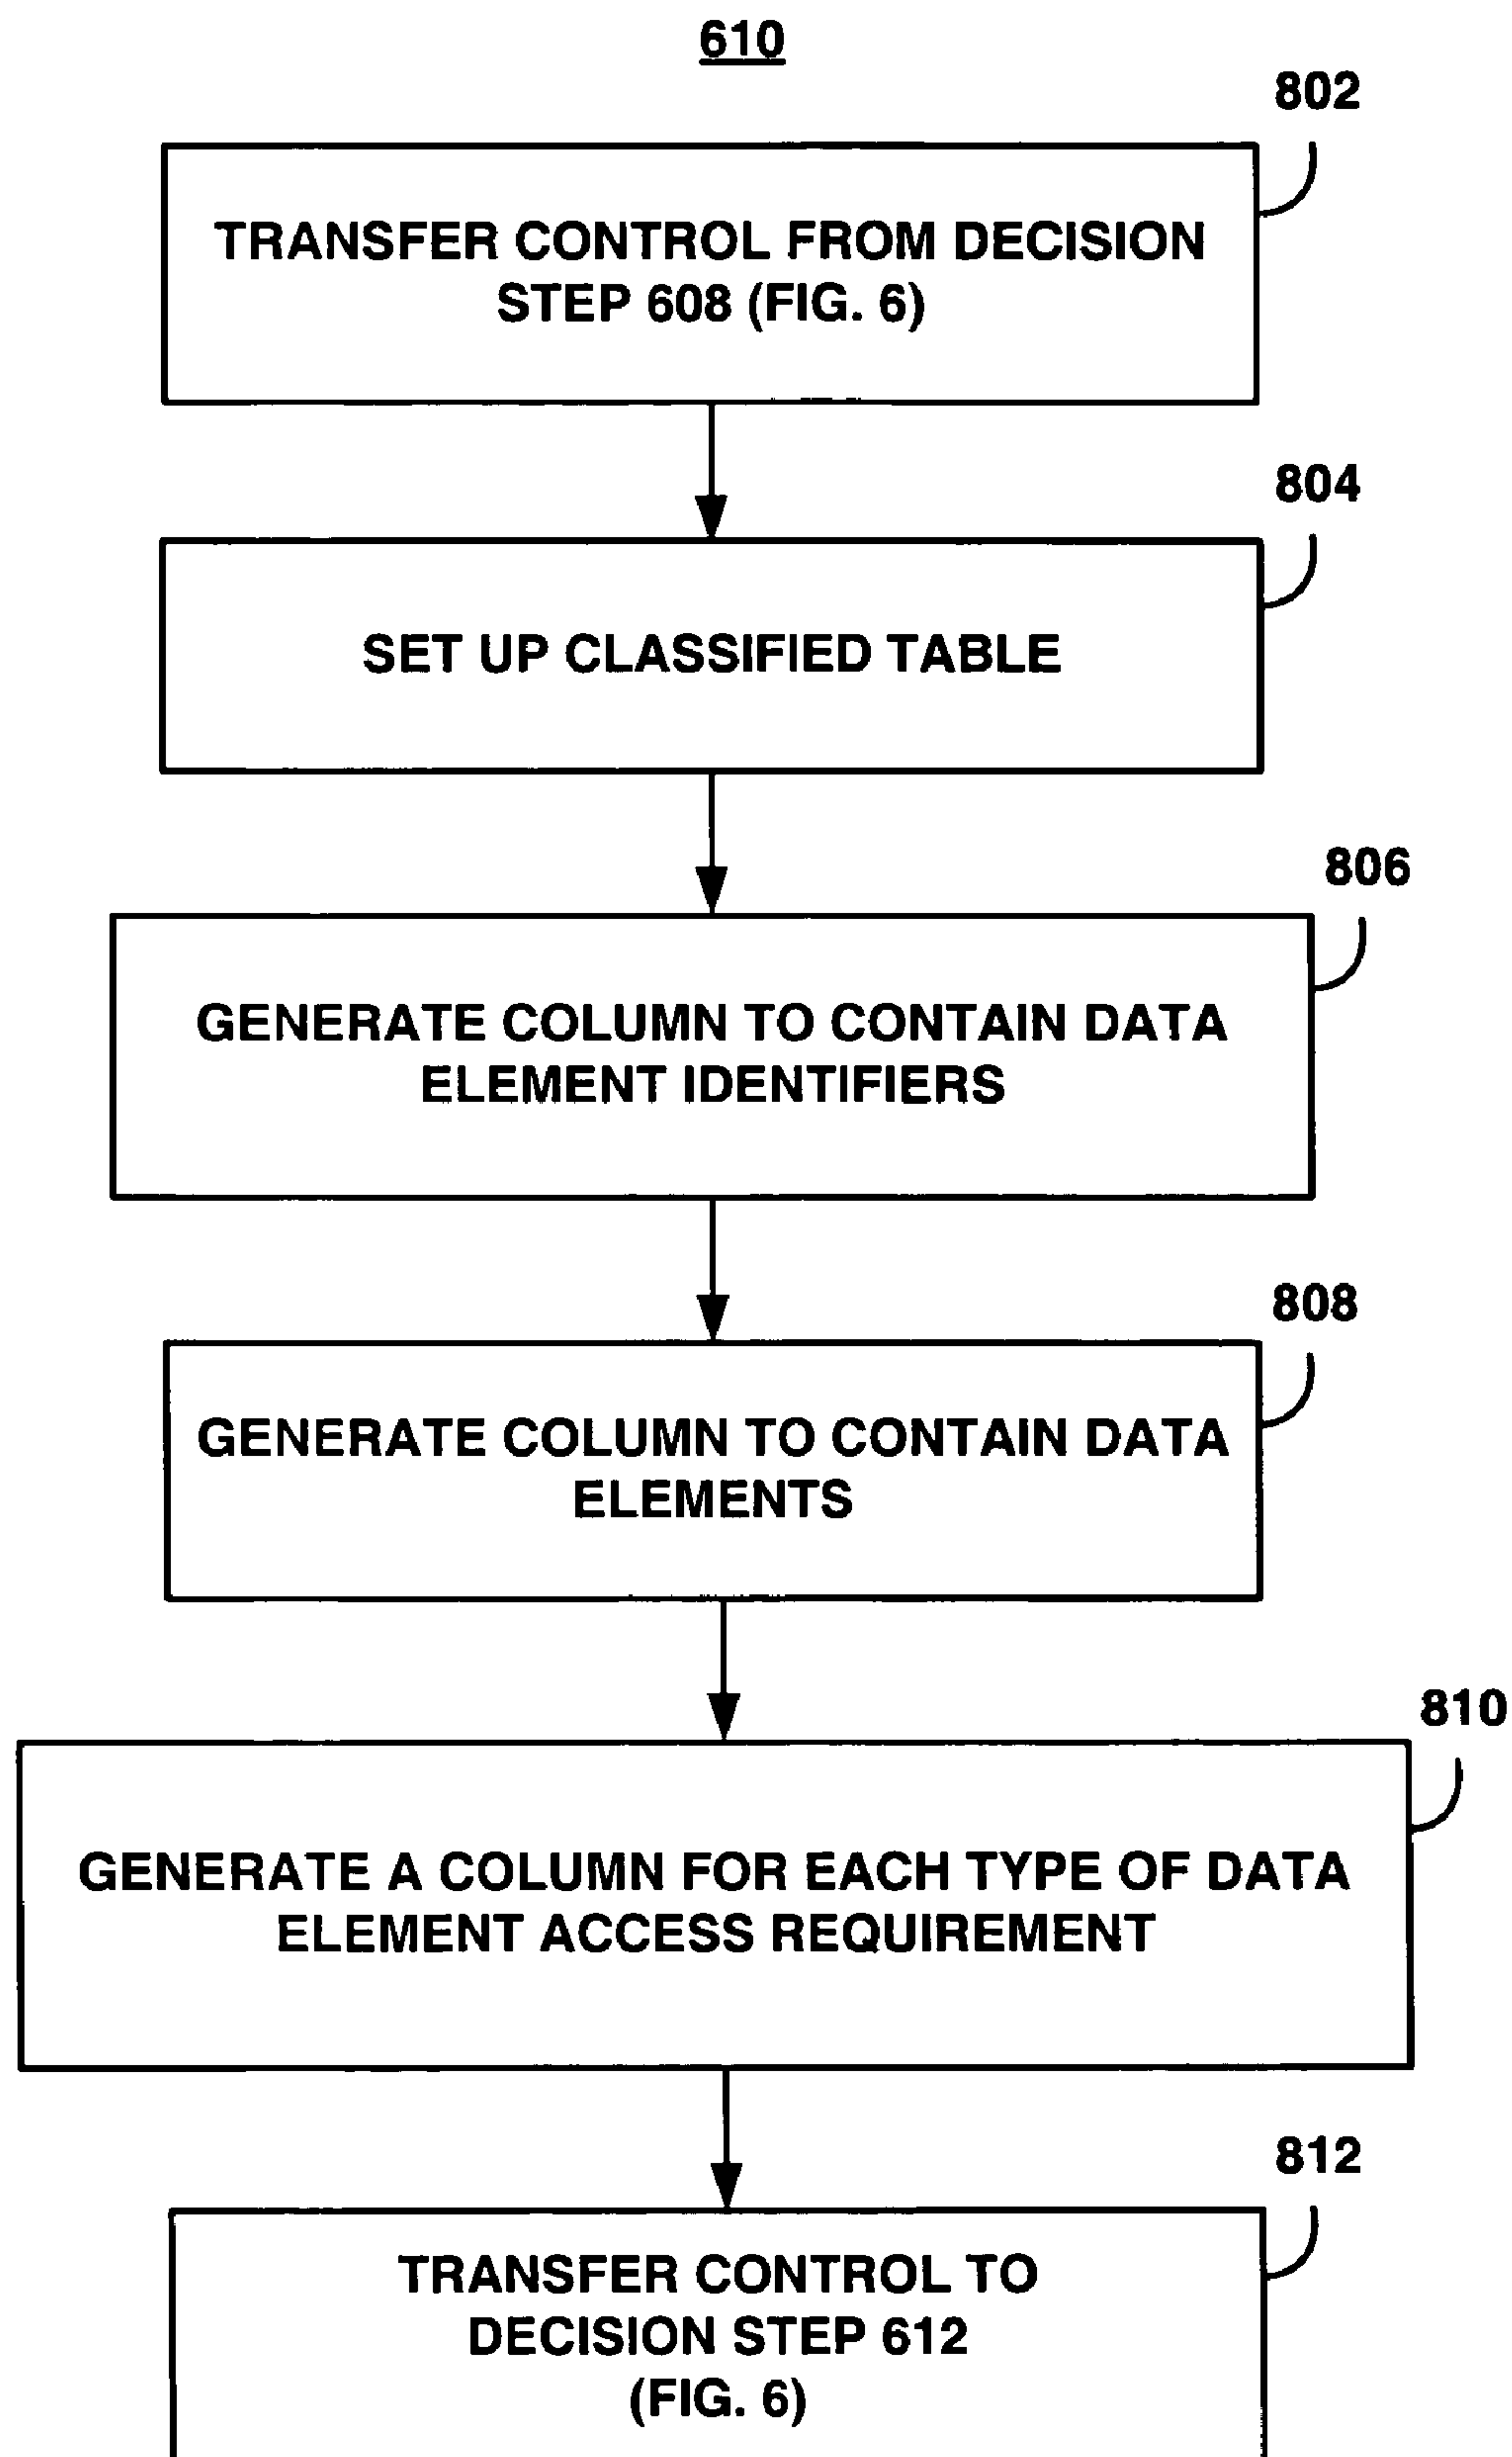 610
802
TRANSFER CONTROL FROM DECISION
STEP 608 (FIG. 6)
804
SET UP CLASSIFIED TABLE
806
GENERATE COLUMN TO CONTAIN DATA
ELEMENT IDENTIFIERS
808
GENERATE COLUMN TO CONTAIN DATA
ELEMENTS
810
GENERATE A COLUMN FOR EACH TYPE OF DATA
ELEMENT ACCESS REQUIREMENT
812
TRANSFER CONTROL TO
DECISION STEP 612
(FIG. 6)